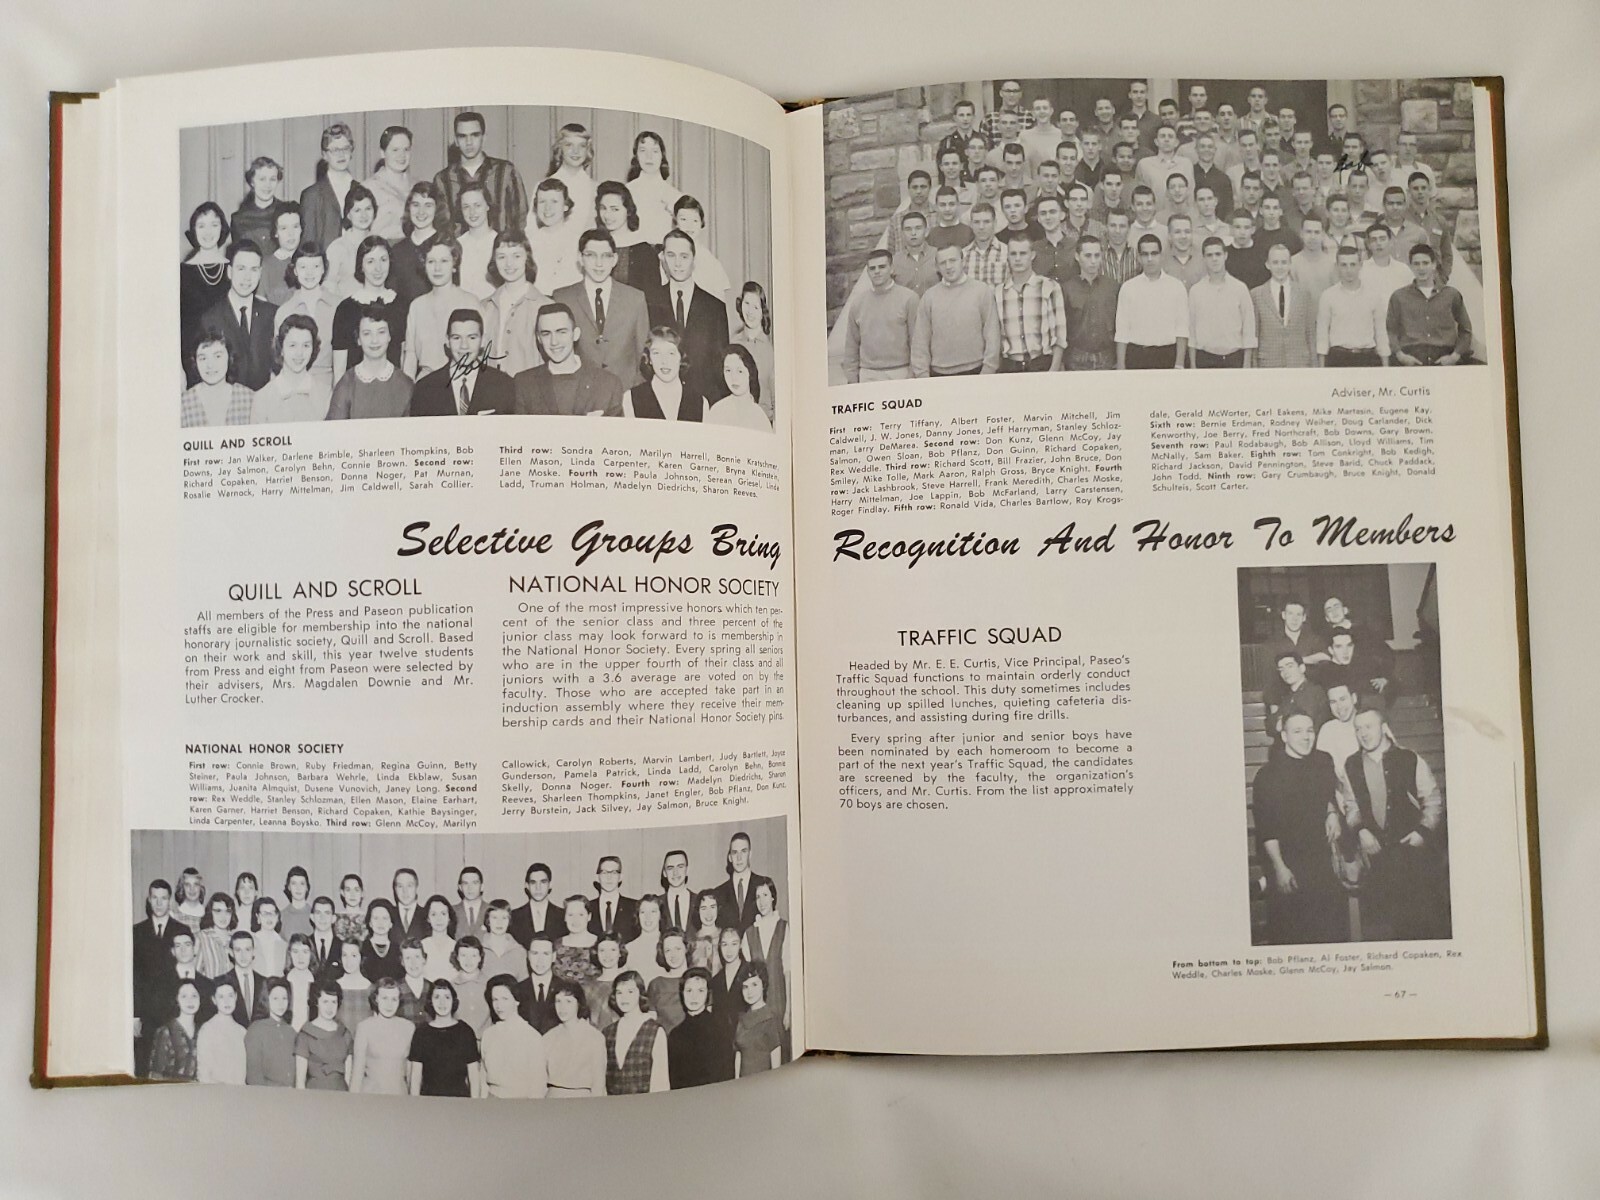 Bob
QUILL AND SCROLL
First row: Jan Walker, Darlene Brimble, Sharleen Thompkins, Bob
Downs, Jay Salmon, Carolyn Behn, Connie Brown. Second row:
Richard Copaken, Harriet Benson, Donna Noger, Pat Murnan,
Rosalie Warnock, Harry Mittelman, Jim Caldwell, Sarah Collier.
Third row: Sondra Aaron, Marilyn Harrell, Bonnie Kratschmer,
Ellen Mason, Linda Carpenter, Karen Garner, Bryna Kleinstein,
Jane Moske. Fourth row: Paula Johnson, Serean Griesel, Linda
Ladd, Truman Holman, Madelyn Diedrichs, Sharon Reeves.
Selective Groups Bring
QUILL AND SCROLL
All members of the Press and Paseon publication
staffs are eligible for membership into the national
honorary journalistic society, Quill and Scroll. Based
on their work and skill, this year twelve students
from Press and eight from Paseon were selected by
their advisers, Mrs. Magdalen Downie and Mr.
Luther Crocker.
NATIONAL HONOR SOCIETY
One of the most impressive honors which ten per-
cent of the senior class and three percent of the
junior class may look forward to is membership in
the National Honor Society. Every spring all seniors
who are in the upper fourth of their class and all
juniors with a 3.6 average are voted on by the
faculty. Those who are accepted take part in an
induction assembly where they receive their mem-
bership cards and their National Honor Society pins.
NATIONAL HONOR SOCIETY
First row: Connie Brown, Ruby Friedman, Regina Guinn, Betty
Steiner, Paula Johnson, Barbara Wehrle, Linda Ekblaw, Susan
Williams, Juanita Almquist, Dusene Vunovich, Janey Long. Second
row: Rex Weddle, Stanley Schlozman, Ellen Mason, Elaine Earhart,
Karen Garner, Harriet Benson, Richard Copaken, Kathie Baysinger,
Linda Carpenter, Leanna Boysko. Third row: Glenn McCoy, Marilyn
Callowick, Carolyn Roberts, Marvin Lambert, Judy Bartlett, Joyce
Gunderson, Pamela Patrick, Linda Ladd, Carolyn Behn, Bonnie
Skelly, Donna Noger. Fourth row: Madelyn Diedrichs, Sharon
Reeves, Sharleen Thompkins, Janet Engler, Bob Pflanz, Don Kunz,
Jerry Burstein, Jack Silvey, Jay Salmon, Bruce Knight.
Bob
Adviser, Mr. Curtis
TRAFFIC SQUAD
First row: Terry Tiffany, Albert Foster, Marvin Mitchell, Jim
Caldwell, J. W. Jones, Danny Jones, Jeff Harryman, Stanley Schloz-
man, Larry DeMarea. Second row: Don Kunz, Glenn McCoy, Jay
Salmon, Owen Sloan, Bob Pflanz, Don Guinn, Richard Copaken,
Rex Weddle. Third row: Richard Scott, Bill Frazier, John Bruce, Don
Smiley, Mike Tolle, Mark Aaron, Ralph Gross, Bryce Knight. Fourth
row: Jack Lashbrook, Steve Harrell, Frank Meredith, Charles Moske,
Harry Mittelman, Joe Lappin, Bob McFarland, Larry Carstensen,
Roger Findlay. Fifth row: Ronald Vida, Charles Bartlow, Roy Krogs-
dale, Gerald McWorter, Carl Eakens, Mike Martasin, Eugene Kay.
Sixth row: Bernie Erdman, Rodney Weiher, Doug Carlander, Dick
Kenworthy, Joe Berry, Fred Northcraft, Bob Downs, Gary Brown.
Seventh row: Paul Rodabaugh, Bob Allison, Lloyd Williams, Tim
McNally, Sam Baker. Eighth row: Tom Conkright, Bob Kedigh,
Richard Jackson, David Pennington, Steve Barid, Chuck Paddack,
John Todd. Ninth row: Gary Crumbaugh, Bruce Knight, Donald
Schulteis, Scott Carter.
Recognition And Honor To Members
TRAFFIC SQUAD
Headed by Mr. E. E. Curtis, Vice Principal, Paseo's
Traffic Squad functions to maintain orderly conduct
throughout the school. This duty sometimes includes
cleaning up spilled lunches, quieting cafeteria dis-
turbances, and assisting during fire drills.
Every spring after junior and senior boys have
been nominated by each homeroom to become a
part of the next year's Traffic Squad, the candidates
are screened by the faculty, the organization's
officers, and Mr. Curtis. From the list approximately
70 boys are chosen.
From bottom to top: Bob Pflanz, Al Foster, Richard Copaken, Rex
Weddle, Charles Moske, Glenn McCoy, Jay Salmon.
—67—